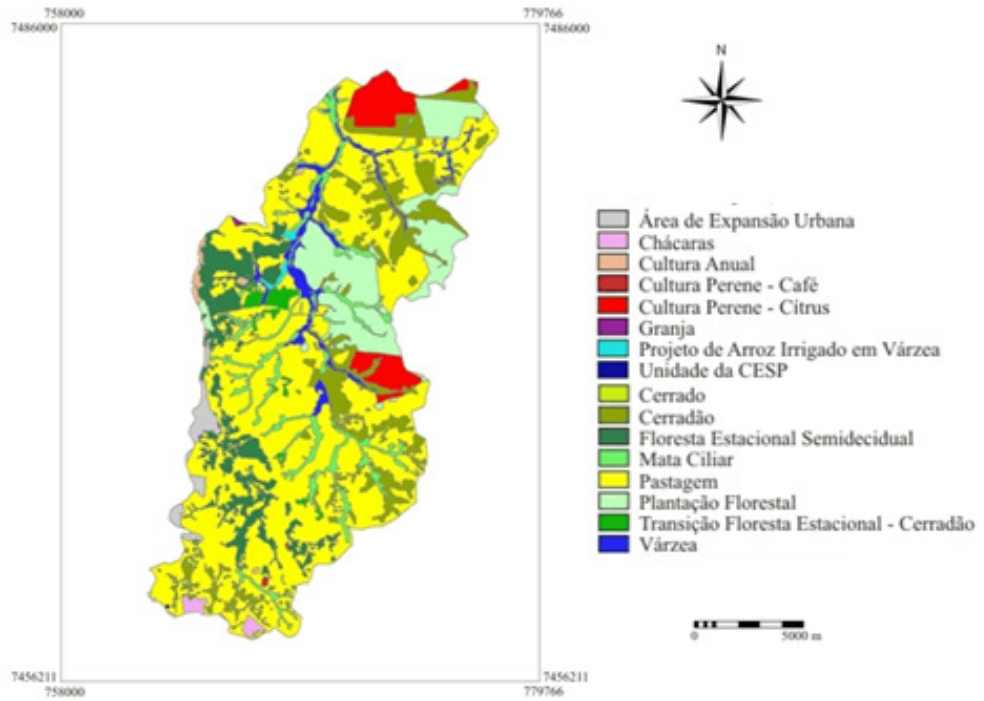 758000
779766
7486000
7486000
N
Área de Expansão Urbana
Chácaras
Cultura Anual
Cultura Perene - Café
Cultura Perene - Cítrus
Granja
Projeto de Arroz Irrigado em Várzea
Unidade da CESP
Cerrado
Cerradão
Floresta Estacional Semidecidual
Mata Ciliar
Pastagem
Plantação Florestal
Transição Floresta Estacional - Cerradão
Várzea
0 5000 m
7456211
7456211
758000
779766